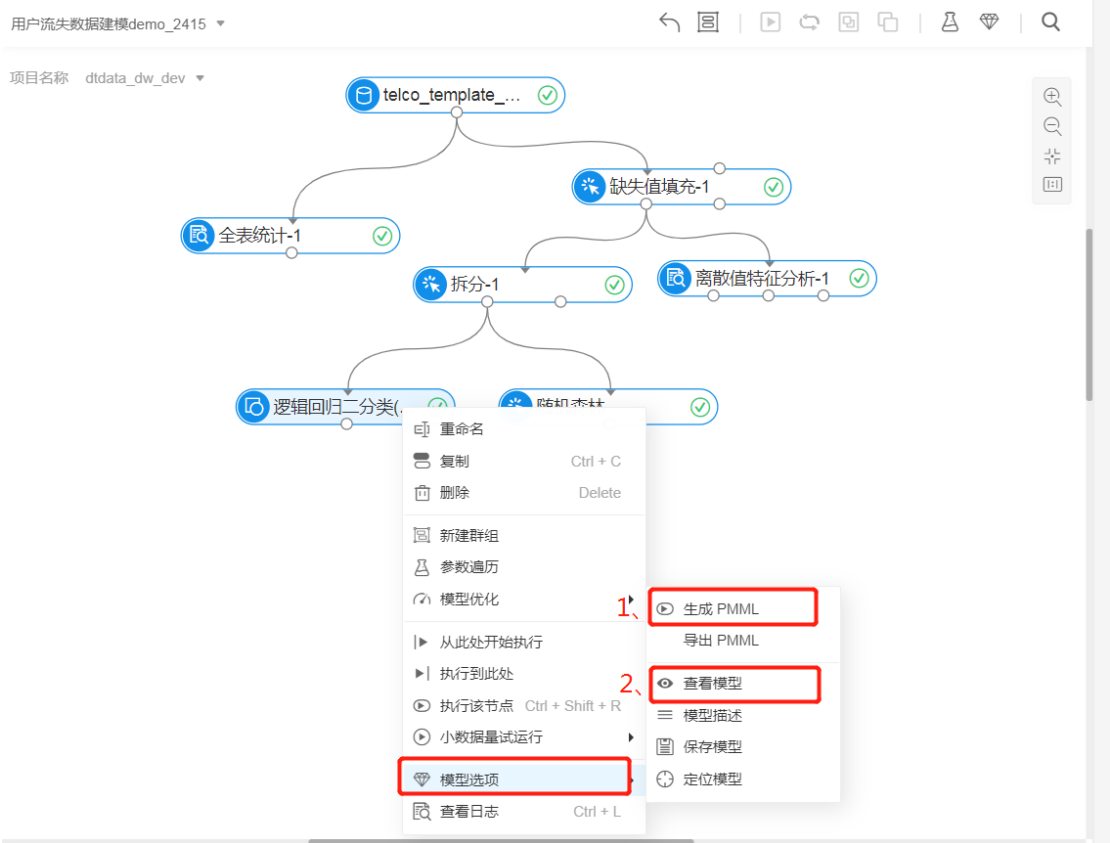 用户流失数据建模demo_2415
项目名称 dtdata_dw_dev
telco_template_...
缺失值填充-1
全表统计-1
拆分-1
离散值特征分析-1
逻辑回归二分类(.
随机森林
重命名
复制 Ctrl + C
删除 Delete
新建群组
参数遍历
模型优化
1、
生成 PMML
导出 PMML
从此处开始执行
执行到此处
2、
查看模型
执行该节点 Ctrl + Shift + R
模型描述
小数据量试运行
保存模型
模型选项
定位模型
查看日志 Ctrl + L